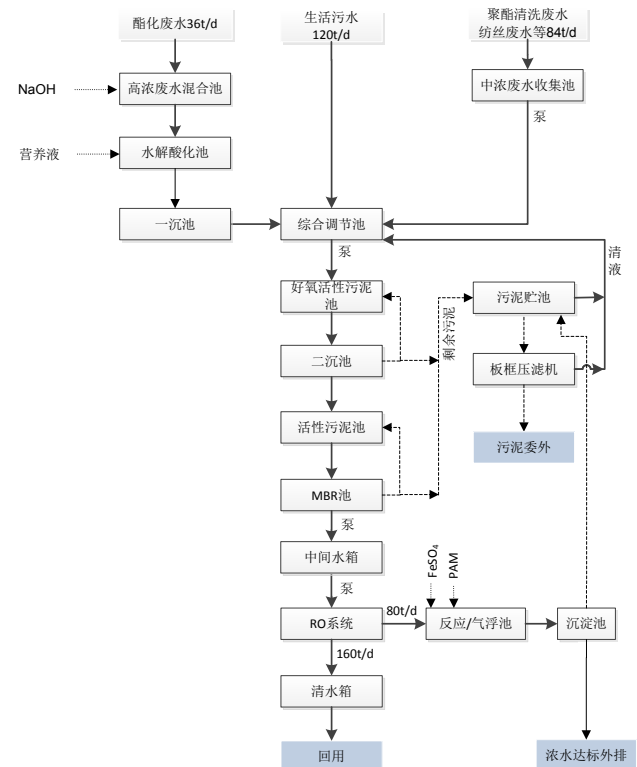 酯化废水36t/d
生活污水
120t/d
聚酯清洗废水
纺丝废水等84t/d
NaOH
高浓废水混合池
中浓废水收集池
泵
营养液
水解酸化池
一沉池
综合调节池
泵
清液
好氧活性污泥
池
污泥贮池
剩余污泥
二沉池
板框压滤机
活性污泥池
污泥委外
MBR池
泵
中间水箱
泵
FeSO₄
PAM
RO系统
80t/d
反应/气浮池
沉淀池
160t/d
清水箱
回用
浓水达标外排